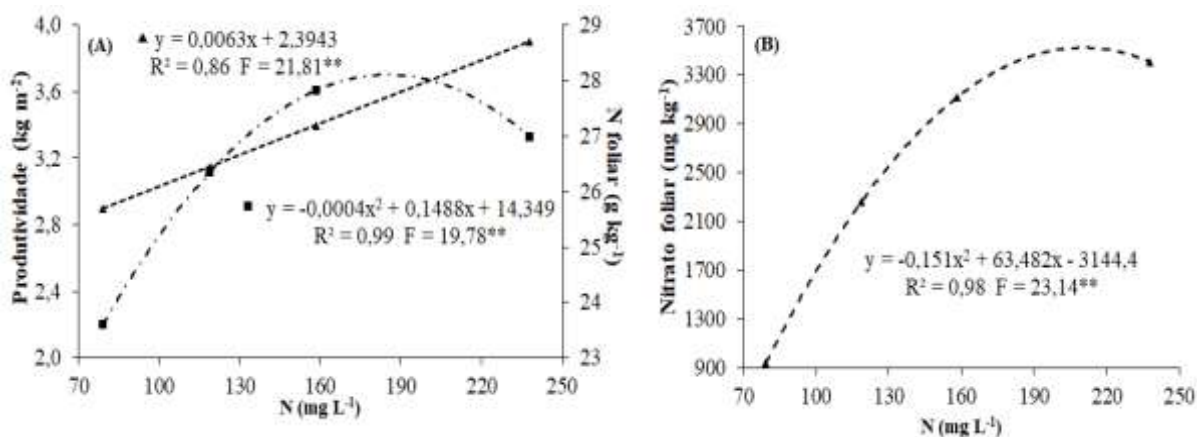 (A)
▲ y = 0,0063x + 2,3943
R² = 0,86 F = 21,81**
■ y = -0,0004x² + 0,1488x + 14,349
R² = 0,99 F = 19,78**
Produtividade (kg m⁻²)
4,0
3,6
3,2
2,8
2,4
2,0
29
28
27
26
25
24
23
N foliar (g kg⁻¹)
70 100 130 160 190 220 250
N (mg L⁻¹)
(B)
Nitrato foliar (mg kg⁻¹)
3700
3300
2900
2500
2100
1700
1300
900
y = -0,151x² + 63,482x - 3144,4
R² = 0,98 F = 23,14**
70 100 130 160 190 220 250
N (mg L⁻¹)